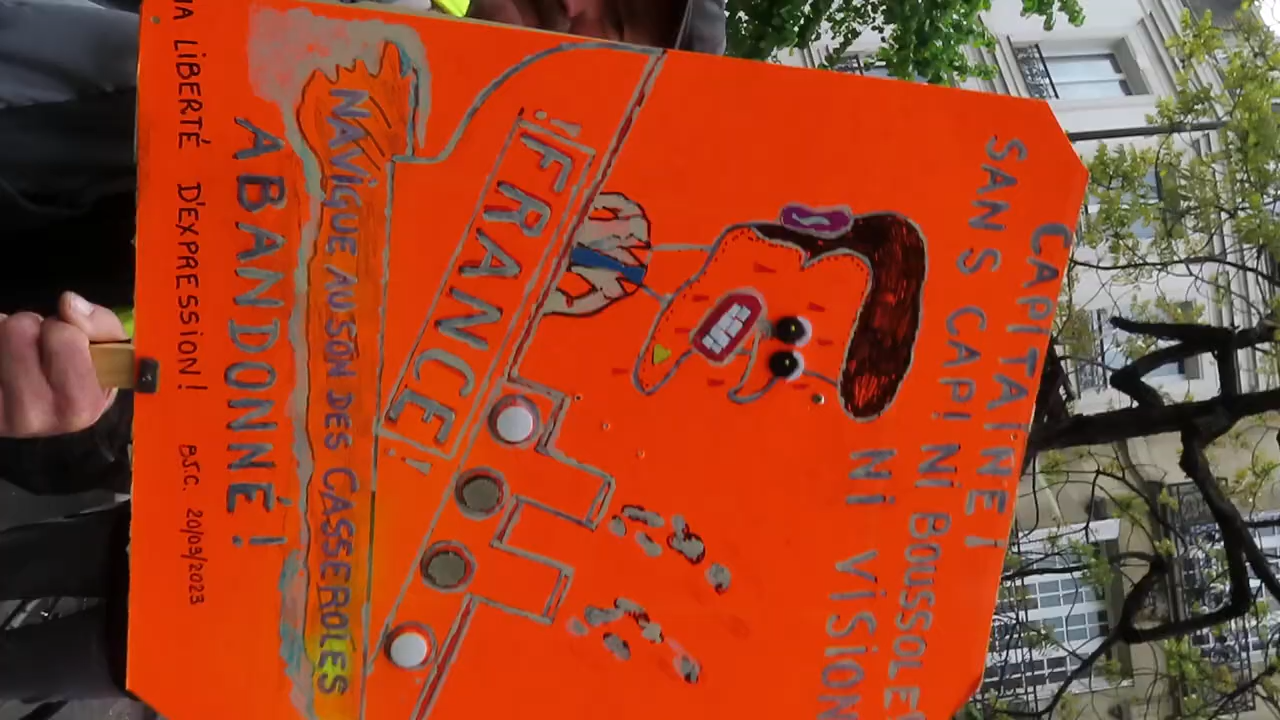 CAPITAINE !
SANS CAPI NI BOUSSOLE
NI VISION
! FRANCE !
NAVIGUE AU SON DES CASSEROLES
ABANDONNÉ !
MA LIBERTÉ D'EXPRESSION ! B.J.C. 20/03/2023